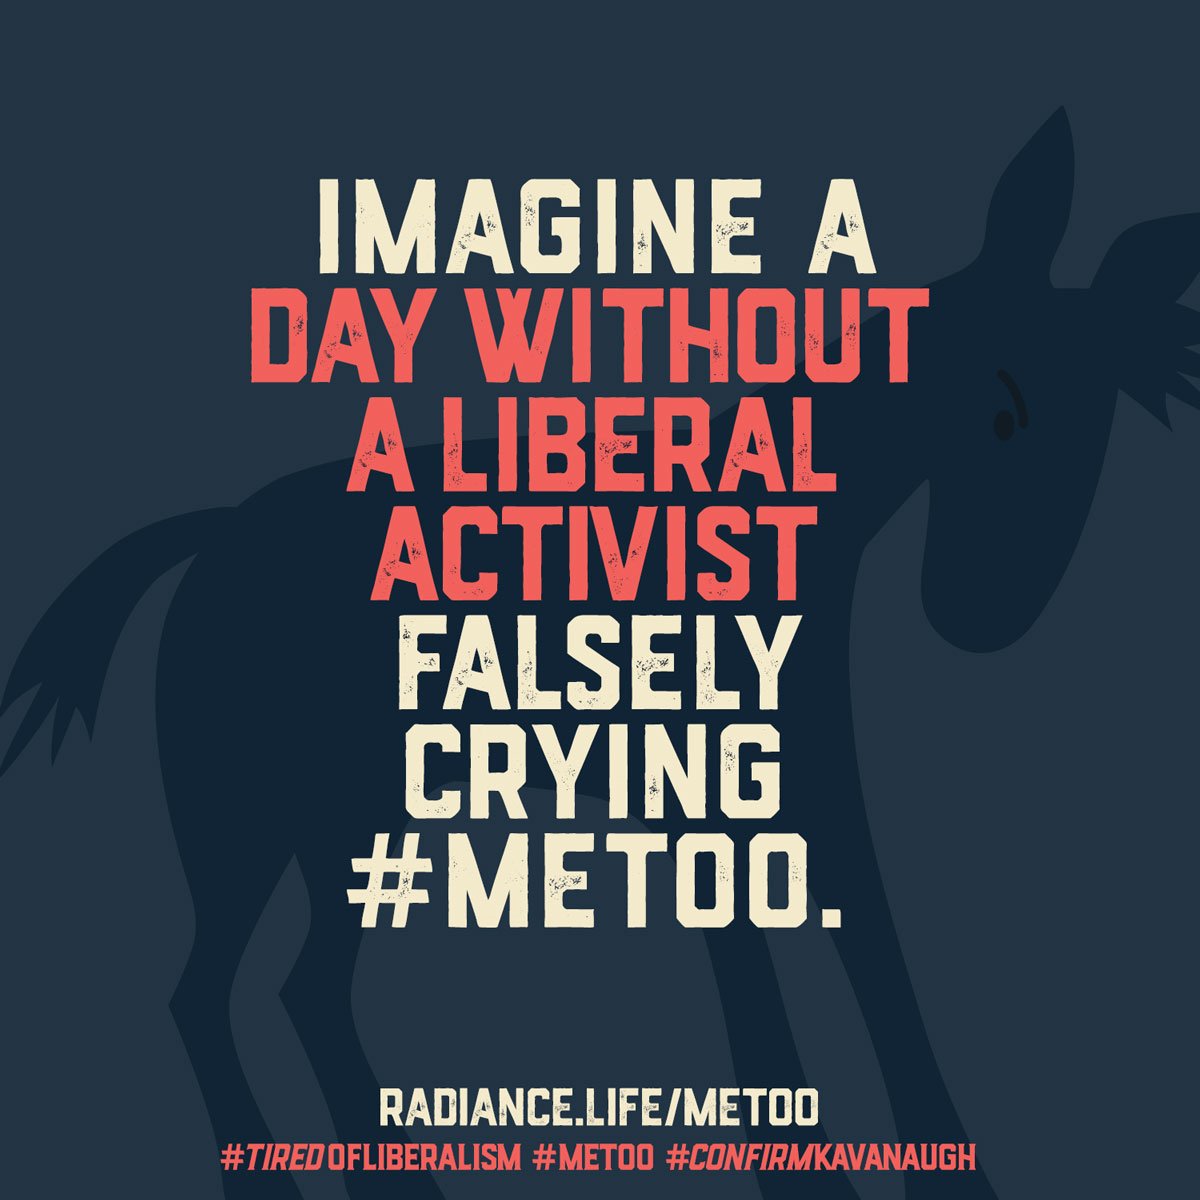 IMAGINE A
DAY WITHOUT
A LIBERAL
ACTIVIST
FALSELY
CRYING
#METOO.
RADIANCE.LIFE/METOO
#TIREDOFLIBERALISM #METOO #CONFIRMKAVANAUGH